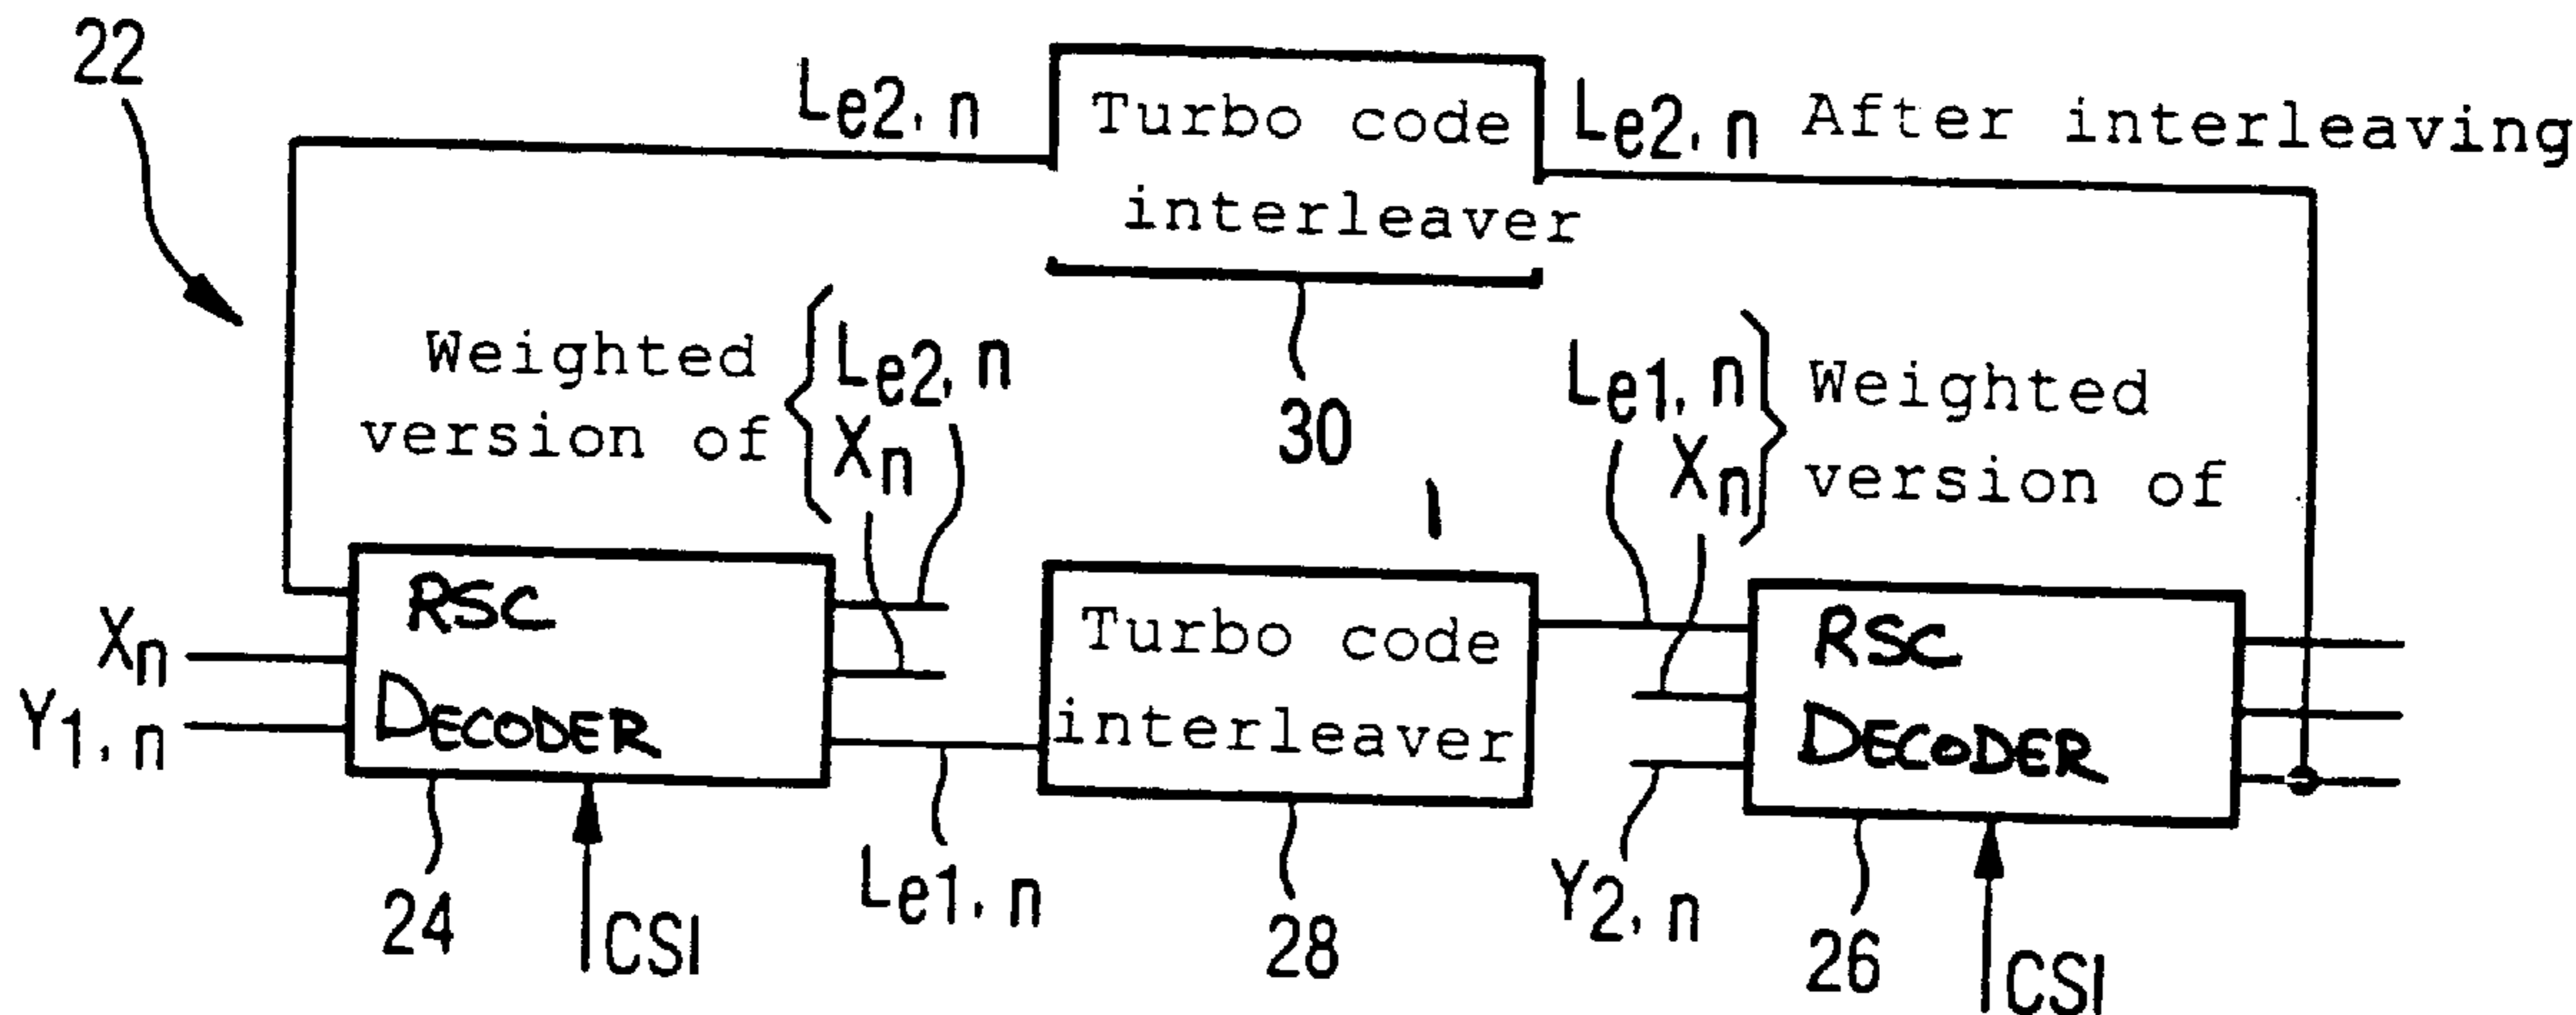 22
Le2, n
Turbo code
interleaver
Le2, n After interleaving
30
Weighted
version of
Le2, n
Xn
Le1, n
Xn
Weighted
version of
Xn
Y1, n
RSC
DECODER
24
CSI
Le1, n
Turbo code
interleaver
28
Y2, n
RSC
DECODER
26
CSI